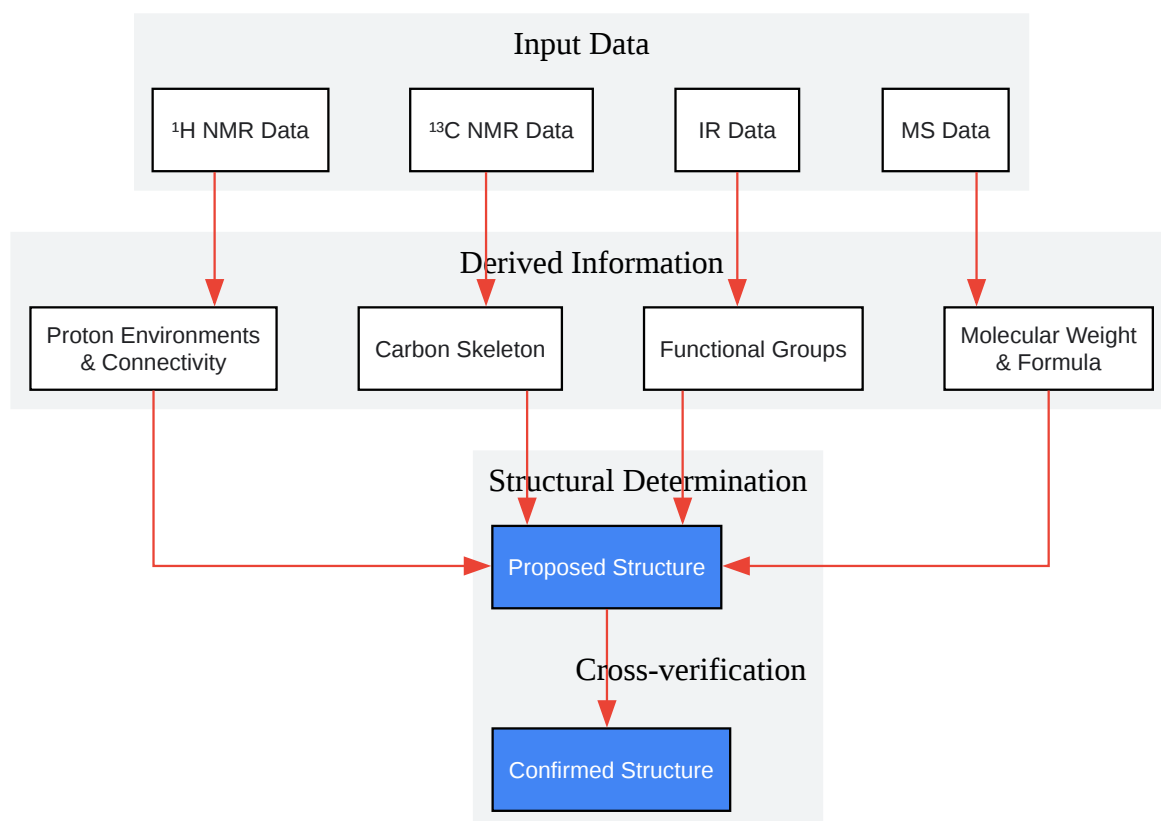 Input Data
¹H NMR Data
¹³C NMR Data
IR Data
MS Data
Derived Information
Proton Environments
& Connectivity
Carbon Skeleton
Functional Groups
Molecular Weight
& Formula
Structural Determination
Proposed Structure
Cross-verification
Confirmed Structure